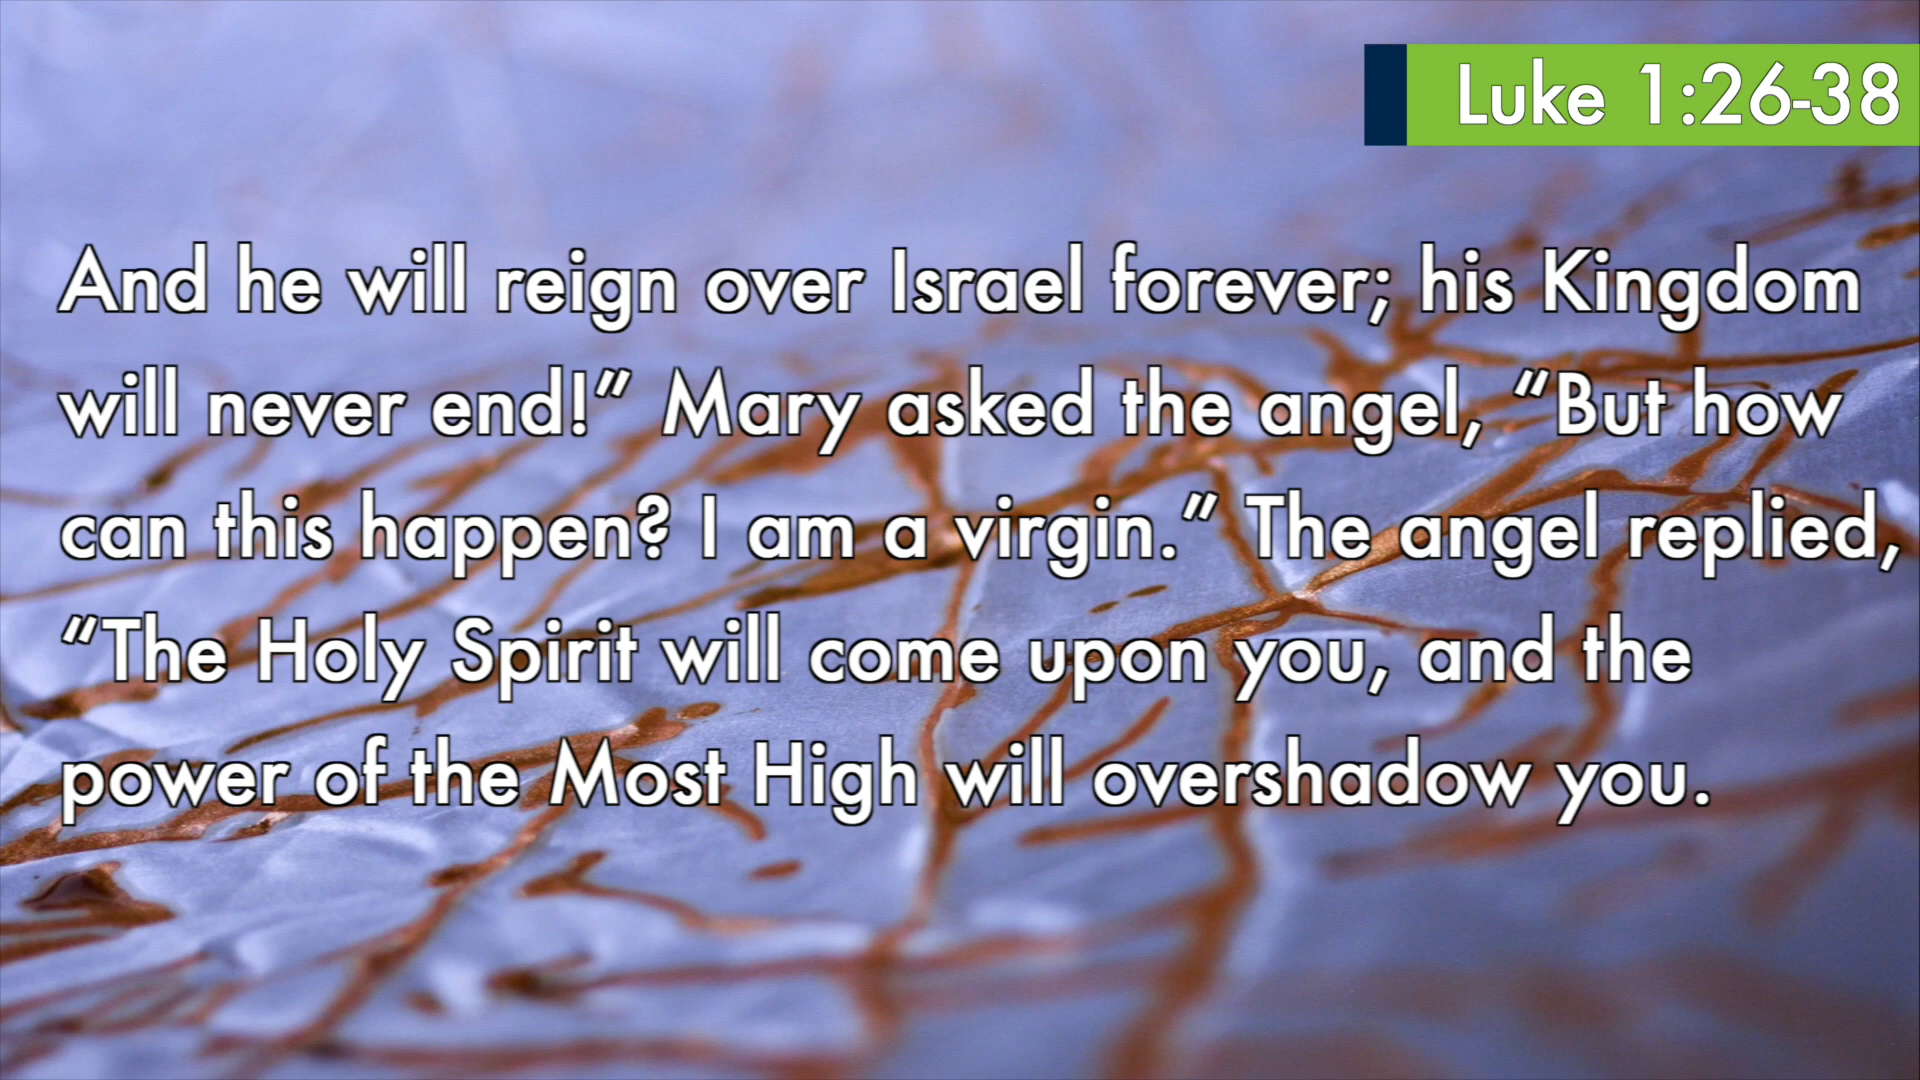 Luke 1:26-38
And he will reign over Israel forever; his Kingdom
will never end!” Mary asked the angel, “But how
can this happen? I am a virgin.” The angel replied,
“The Holy Spirit will come upon you, and the
power of the Most High will overshadow you.